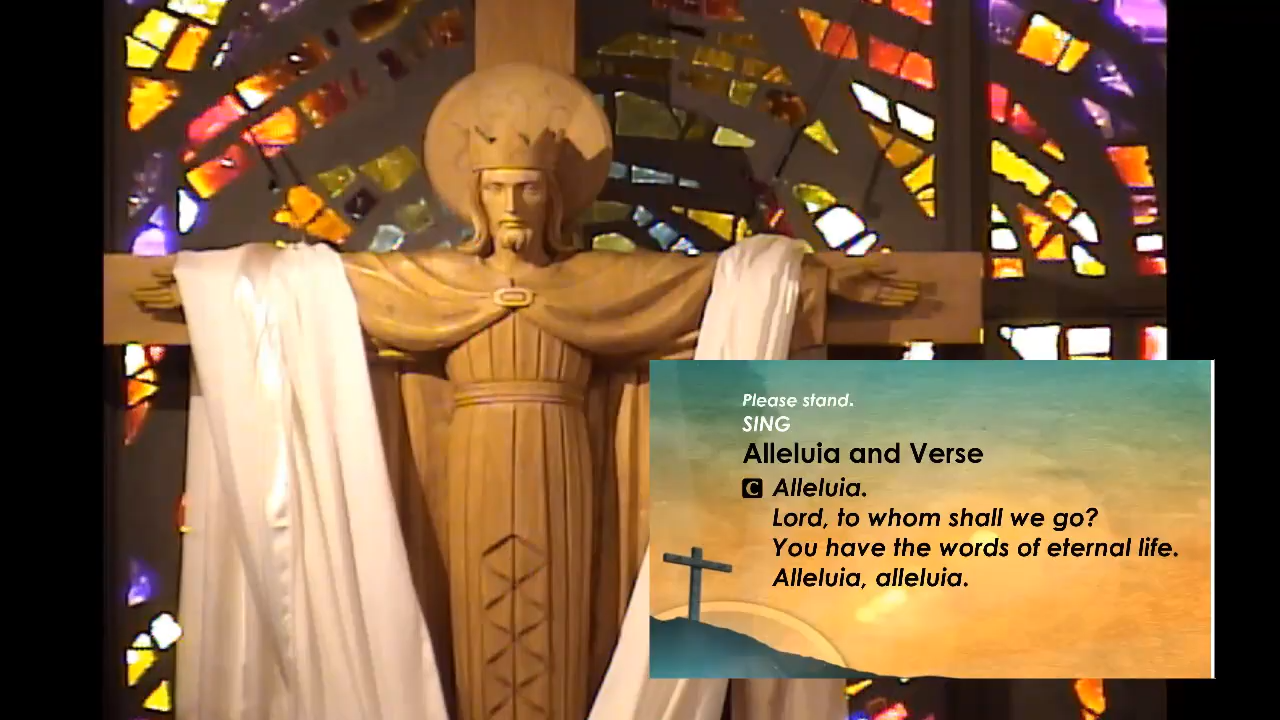 Please stand.
SING
Alleluia and Verse
C Alleluia.
Lord, to whom shall we go?
You have the words of eternal life.
Alleluia, alleluia.